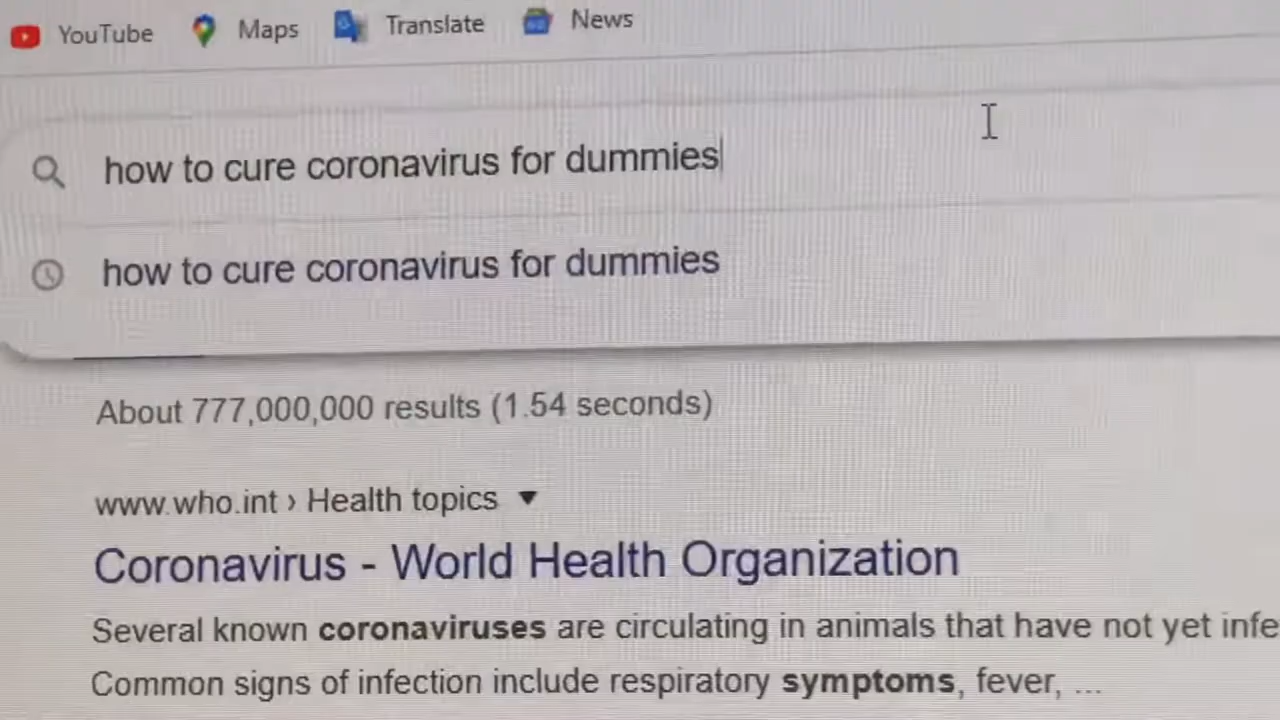 YouTube Maps Translate News
how to cure coronavirus for dummies
how to cure coronavirus for dummies
About 777,000,000 results (1.54 seconds)
www.who.int › Health topics
Coronavirus - World Health Organization
Several known coronaviruses are circulating in animals that have not yet infe
Common signs of infection include respiratory symptoms, fever, ...